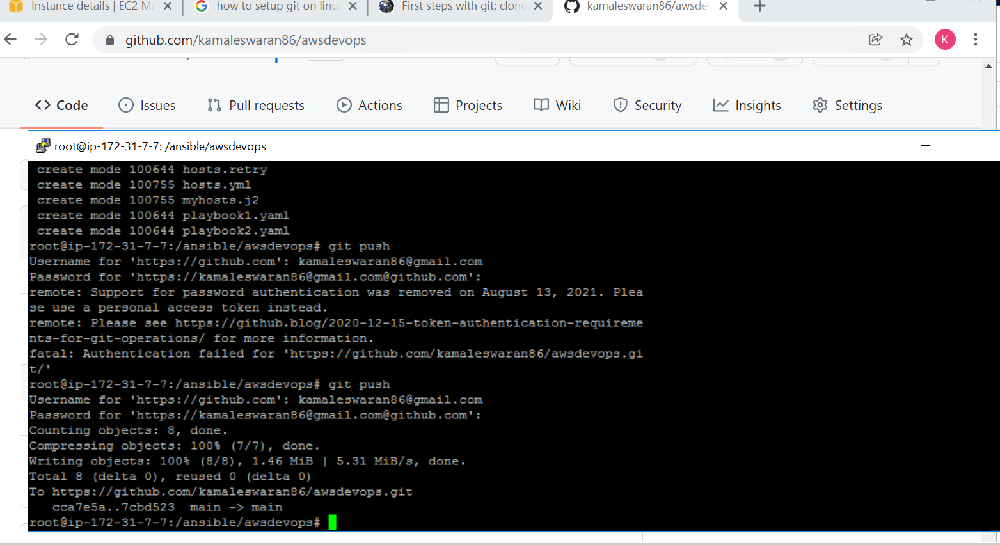 Instance details | EC2 Ma
how to setup git on linu
First steps with git: clone
kamaleswaran86/awsdev
github.com/kamaleswaran86/awsdevops
K
kamaleswaran86 / awsdevops
Code
Issues
Pull requests
Actions
Projects
Wiki
Security
Insights
Settings
root@ip-172-31-7-7: /ansible/awsdevops
create mode 100644 hosts.retry
create mode 100755 hosts.yml
create mode 100755 myhosts.j2
create mode 100644 playbook1.yaml
create mode 100644 playbook2.yaml
root@ip-172-31-7-7:/ansible/awsdevops# git push
Username for 'https://github.com': kamaleswaran86@gmail.com
Password for 'https://kamaleswaran86@gmail.com@github.com':
remote: Support for password authentication was removed on August 13, 2021. Plea
se use a personal access token instead.
remote: Please see https://github.blog/2020-12-15-token-authentication-requireme
nts-for-git-operations/ for more information.
fatal: Authentication failed for 'https://github.com/kamaleswaran86/awsdevops.gi
t/'
root@ip-172-31-7-7:/ansible/awsdevops# git push
Username for 'https://github.com': kamaleswaran86@gmail.com
Password for 'https://kamaleswaran86@gmail.com@github.com':
Counting objects: 8, done.
Compressing objects: 100% (7/7), done.
Writing objects: 100% (8/8), 1.46 MiB | 5.31 MiB/s, done.
Total 8 (delta 0), reused 0 (delta 0)
To https://github.com/kamaleswaran86/awsdevops.git
cca7e5a..7cbd523  main -> main
root@ip-172-31-7-7:/ansible/awsdevops#